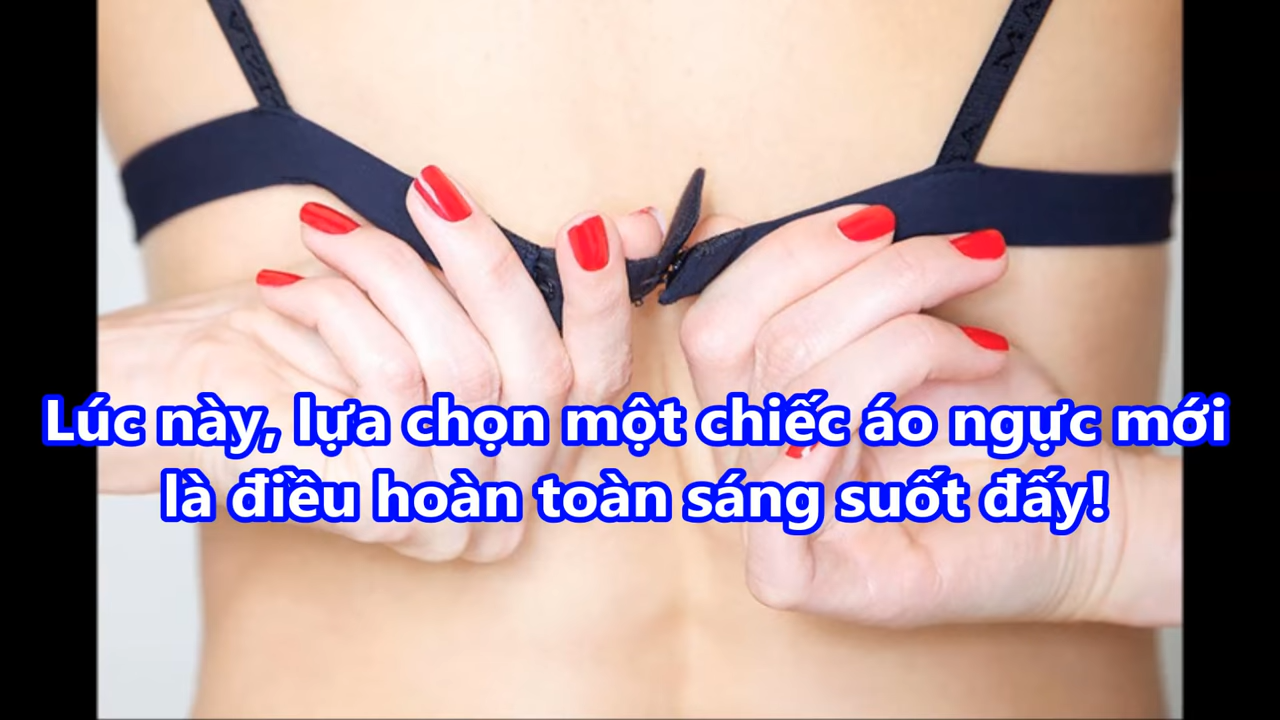 Lúc này, lựa chọn một chiếc áo ngực mới
là điều hoàn toàn sáng suốt đấy!